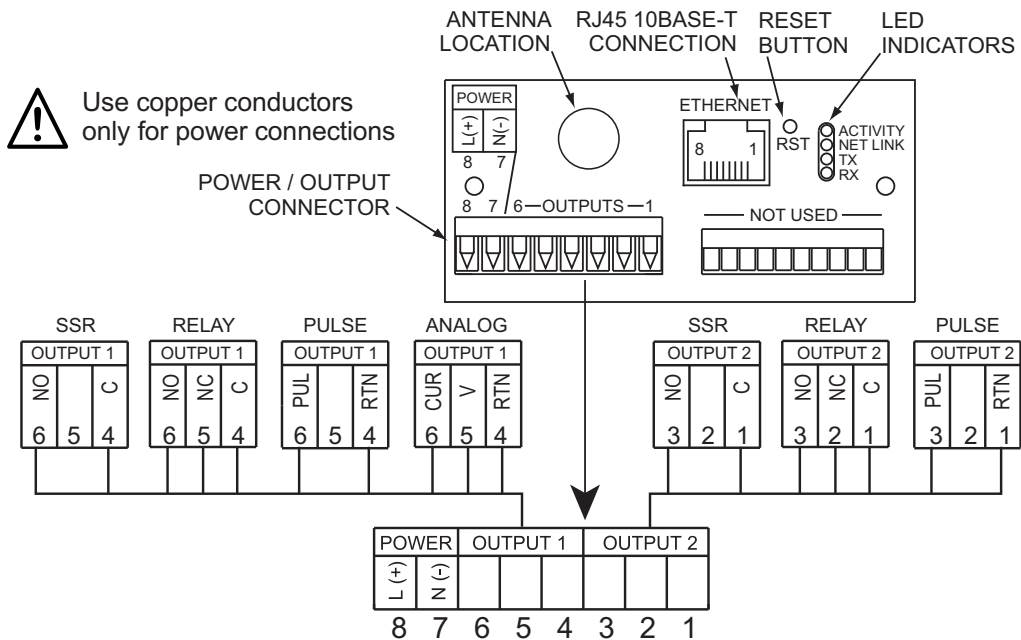 ANTENNA
LOCATION
RJ45 10BASE-T
CONNECTION
RESET
BUTTON
LED
INDICATORS
Use copper conductors
only for power connections
POWER
L(+) N(-)
8 7
ETHERNET
8 1
RST
ACTIVITY
NET LINK
TX
RX
POWER / OUTPUT
CONNECTOR
8 7 6 OUTPUTS 1
NOT USED
SSR
OUTPUT 1
NO C
6 5 4
RELAY
OUTPUT 1
NO NC C
6 5 4
PULSE
OUTPUT 1
PUL RTN
6 5 4
ANALOG
OUTPUT 1
CUR V RTN
6 5 4
SSR
OUTPUT 2
NO C
3 2 1
RELAY
OUTPUT 2
NO NC C
3 2 1
PULSE
OUTPUT 2
PUL RTN
3 2 1
POWER OUTPUT 1 OUTPUT 2
L (+) N (-)
8 7 6 5 4 3 2 1